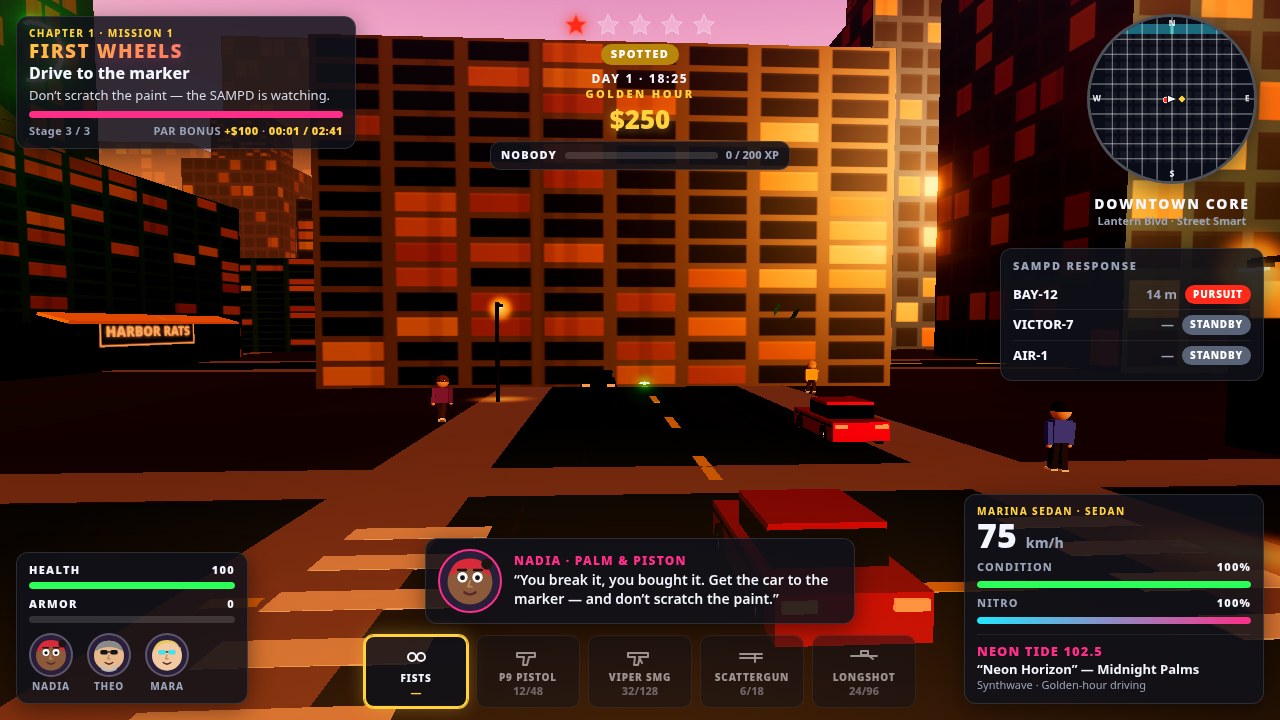 CHAPTER 1 · MISSION 1
FIRST WHEELS
Drive to the marker
Don’t scratch the paint — the SAMPD is watching.
Stage 3 / 3
PAR BONUS +$100 · 00:01 / 02:41
SPOTTED
DAY 1 · 18:25
GOLDEN HOUR
$250
NOBODY 0 / 200 XP
N
W E
S
DOWNTOWN CORE
Lantern Blvd · Street Smart
SAMPD RESPONSE
BAY-12 14 m PURSUIT
VICTOR-7 — STANDBY
AIR-1 — STANDBY
HARBOR RATS
HEALTH 100
ARMOR 0
NADIA THEO MARA
NADIA · PALM & PISTON
“You break it, you bought it. Get the car to the
marker — and don’t scratch the paint.”
FISTS
—
P9 PISTOL
12/48
VIPER SMG
32/128
SCATTERGUN
6/18
LONGSHOT
24/96
MARINA SEDAN · SEDAN
75 km/h
CONDITION 100%
NITRO 100%
NEON TIDE 102.5
“Neon Horizon” — Midnight Palms
Synthwave · Golden-hour driving